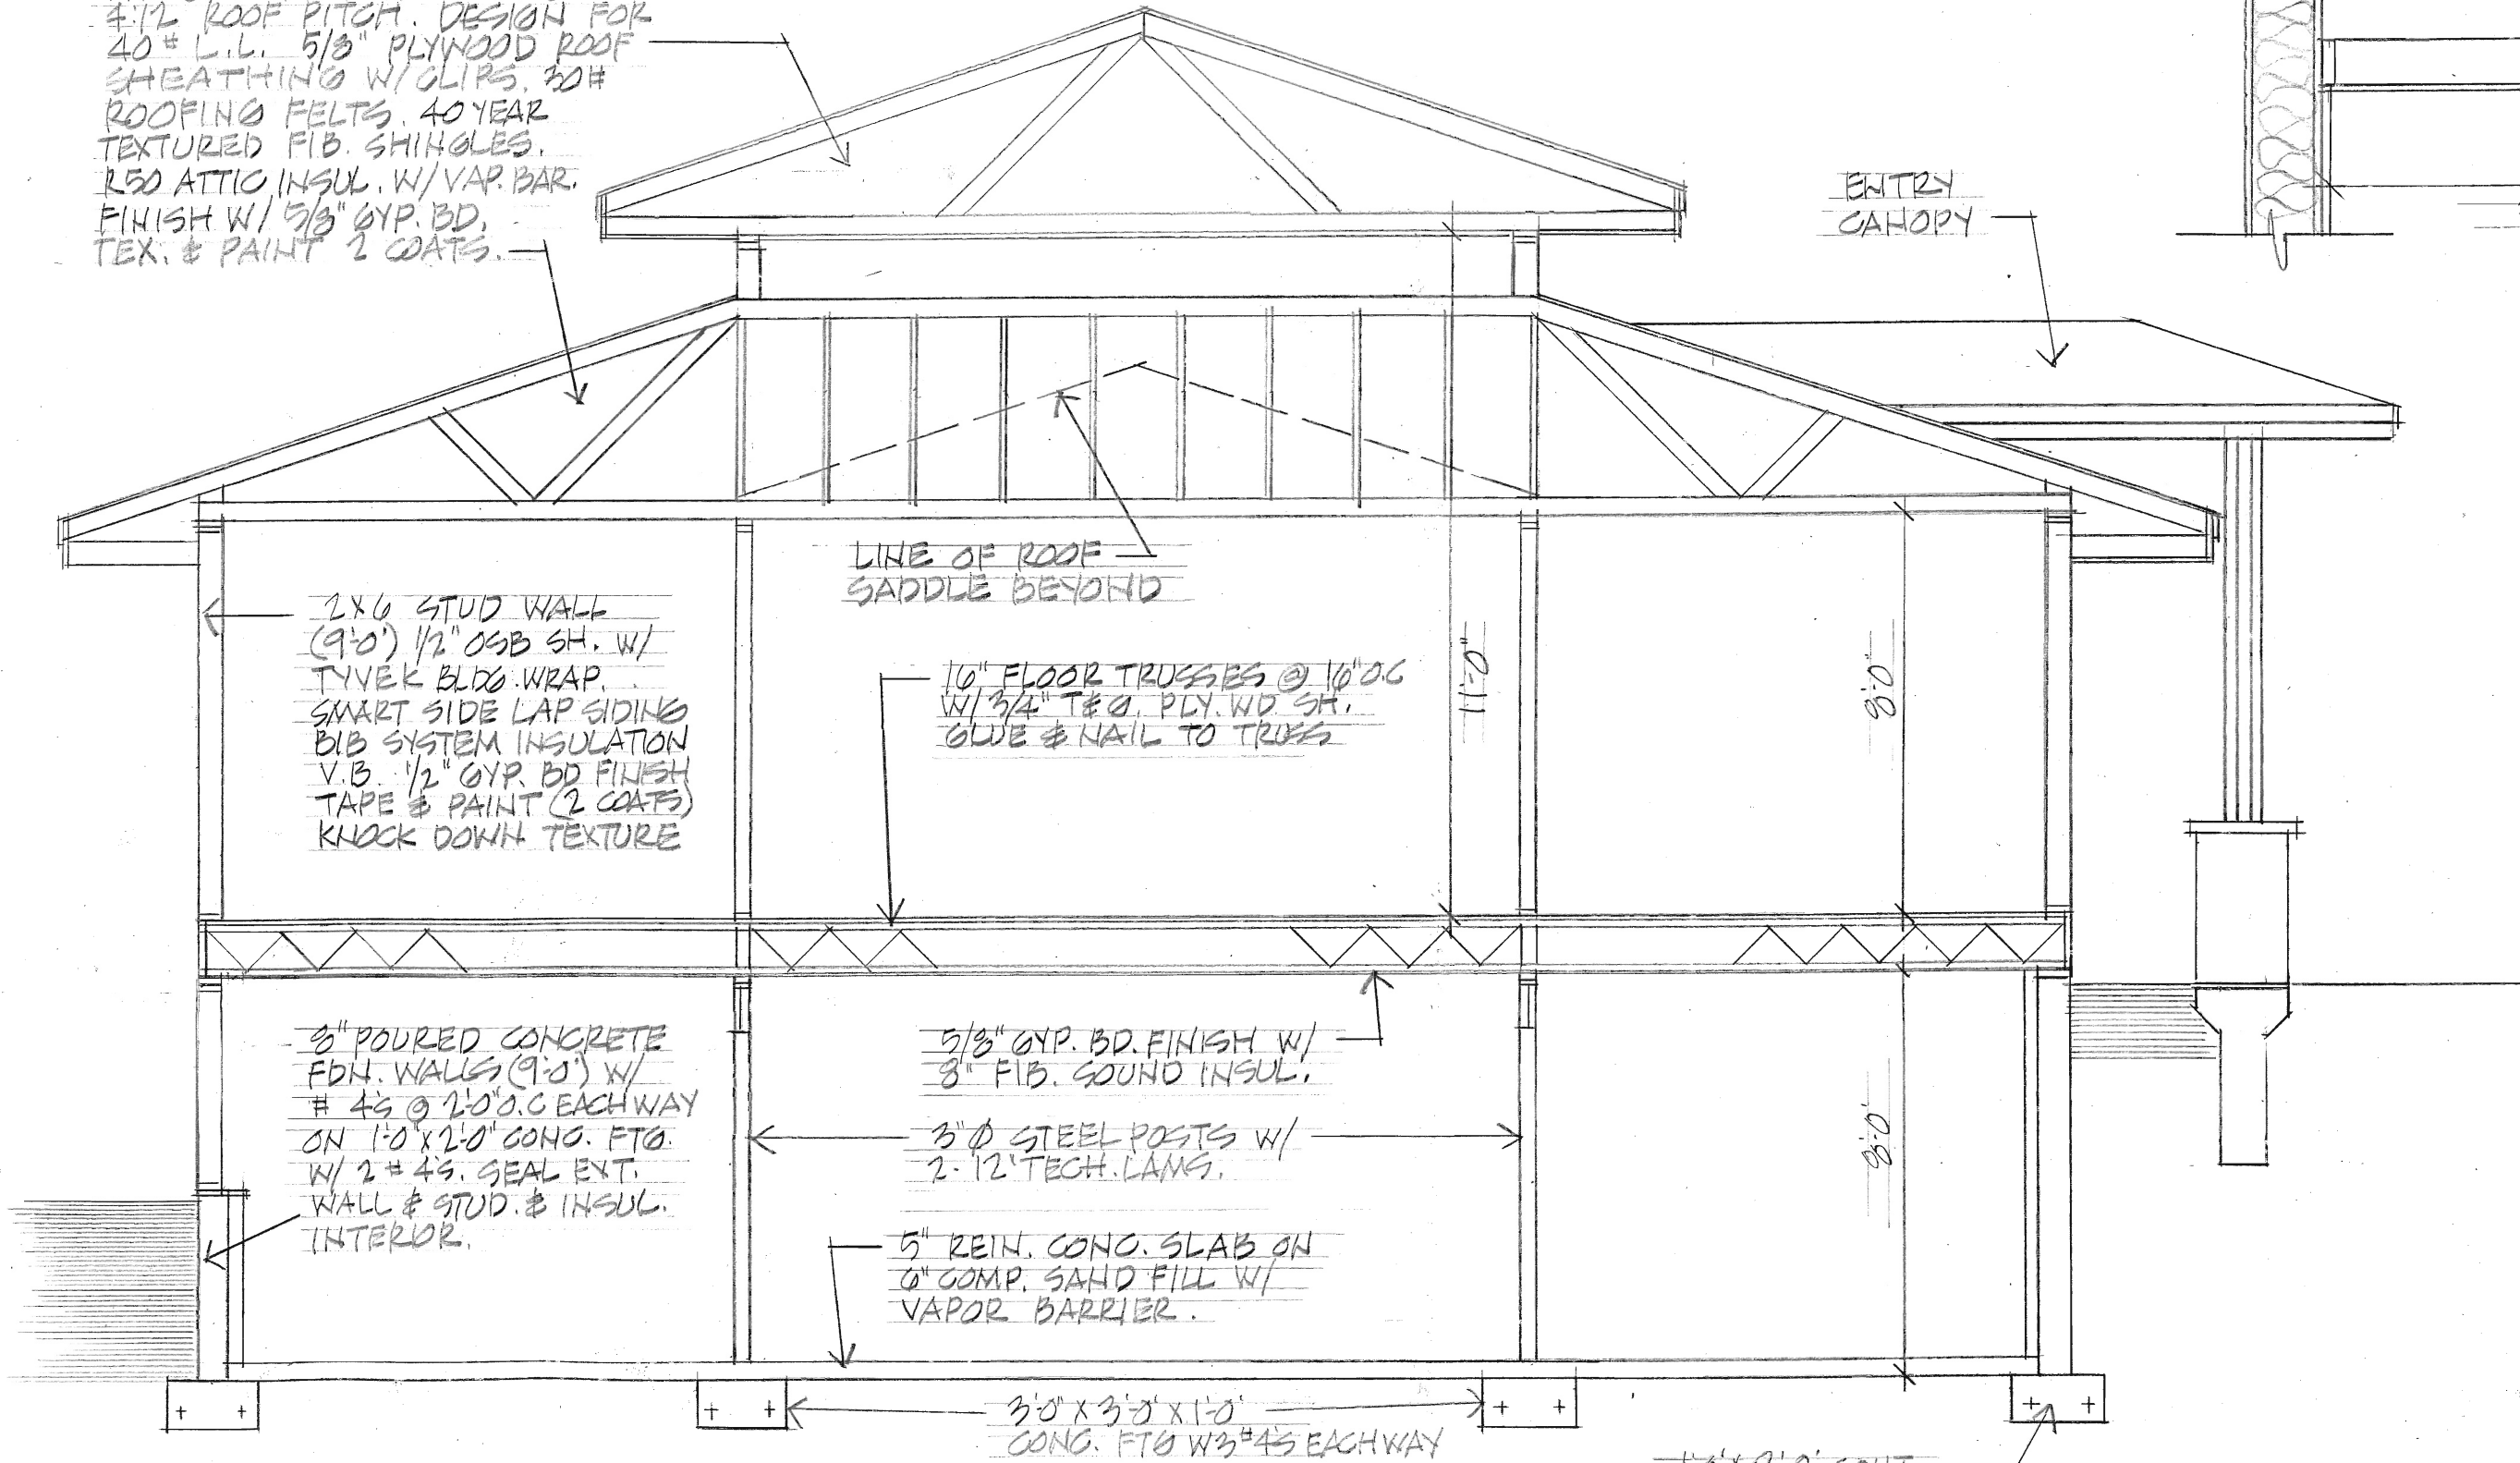 4:12 ROOF PITCH. DESIGN FOR
40# L.L. 5/8" PLYWOOD ROOF
SHEATHING W/CLIPS. 30#
ROOFING FELTS. 40 YEAR
TEXTURED FIB. SHINGLES.
R50 ATTIC INSUL. W/ VAP. BAR.
FINISH W/ 5/8" GYP. BD.
TEX. & PAINT 2 COATS.
ENTRY
CANOPY
LINE OF ROOF
SADDLE BEYOND
2X6 STUD WALL
(9'-0") 1/2" OSB SH. W/
TYVEK BLDG. WRAP.
SMART SIDE LAP SIDING
BIB SYSTEM INSULATION
V.B. 1/2" GYP. BD FINISH
TAPE & PAINT (2 COATS)
KNOCK DOWN TEXTURE
16" FLOOR TRUSSES @ 16" O.C
W/ 3/4" T&G. PLY. WD. SH.
GLUE & NAIL TO TRUSS
11'-0"
8'-0"
8" POURED CONCRETE
FDN. WALLS (9'-0") W/
# 4'S @ 2'-0" O.C EACH WAY
ON 1'-0" X 2'-0" CONC. FTG.
W/ 2 # 4'S. SEAL EXT.
WALL & STUD. & INSUL.
INTERIOR.
5/8" GYP. BD. FINISH W/
8" FIB. SOUND INSUL.
3"Ø STEEL POSTS W/
2- 12" TECH. LAMS.
8'-0"
5" REIN. CONC. SLAB ON
6" COMP. SAND FILL W/
VAPOR BARRIER.
3'-0" X 3'-0" X 1'-0"
CONC. FTG W3#4'S EACH WAY